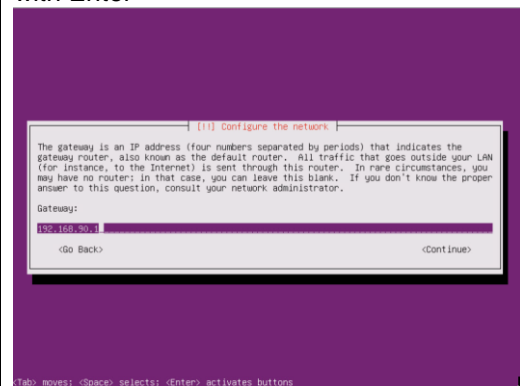 with Enter
[!!] Configure the network
The gateway is an IP address (four numbers separated by periods) that indicates the
gateway router, also known as the default router.  All traffic that goes outside your LAN
(for instance, to the Internet) is sent through this router.  In rare circumstances, you
may have no router; in that case, you can leave this blank.  If you don't know the proper
answer to this question, consult your network administrator.
Gateway:
192.168.90.1
<Go Back> <Continue>
<Tab> moves; <Space> selects; <Enter> activates buttons